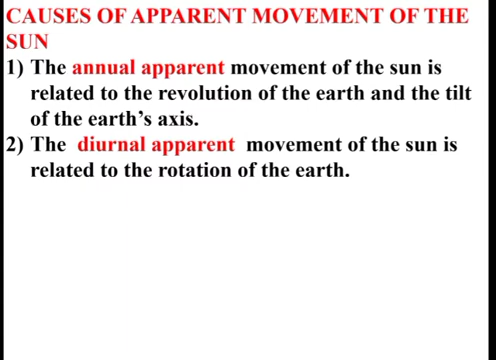 CAUSES OF APPARENT MOVEMENT OF THE
SUN
1) The annual apparent movement of the sun is
related to the revolution of the earth and the tilt
of the earth's axis.
2) The diurnal apparent movement of the sun is
related to the rotation of the earth.